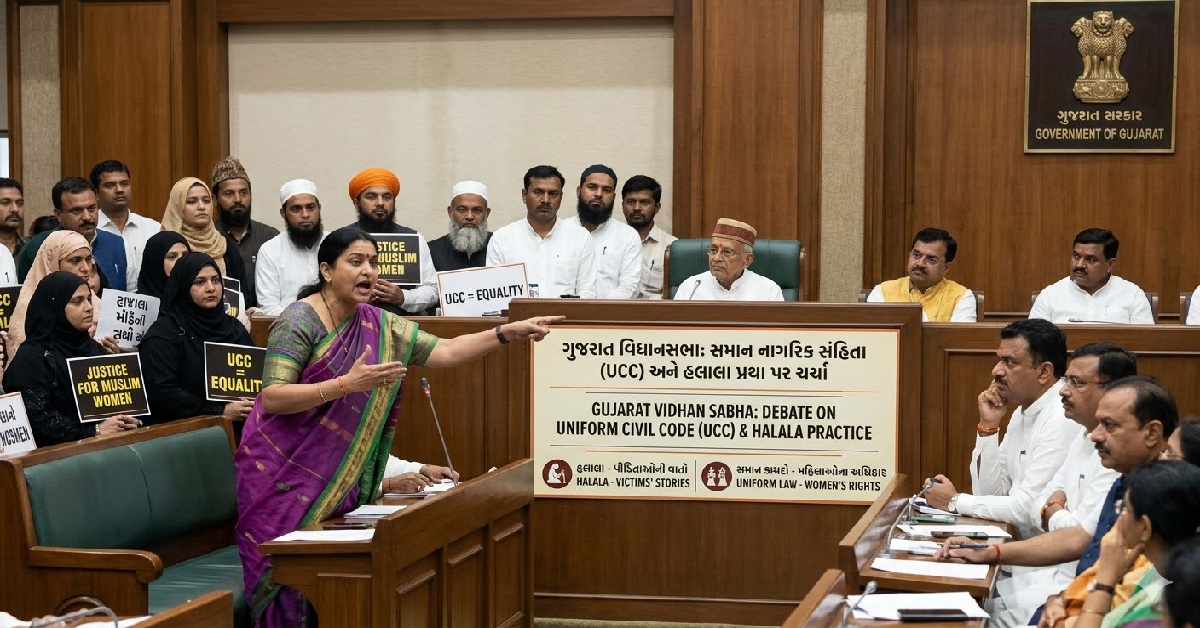 ગુજરાત સરકાર
GOVERNMENT OF GUJARAT
JUSTICE
MUSLIM
WOMEN
UCC = EQUALITY
UCC =
EQUALITY
JUSTICE
FOR MUSLIM
WOMEN
ગુજરાત વિધાનસભા: સમાન નાગરિક સંહિતા
(UCC) અને હલાલા પ્રથા પર ચર્ચા
GUJARAT VIDHAN SABHA: DEBATE ON
UNIFORM CIVIL CODE (UCC) & HALALA PRACTICE
હલાલા -
HALALA - VICTIMS' STORIES
સમાન કાયદો - મહિલાઓના
UNIFORM LAW - WOMEN'S RIGHTS